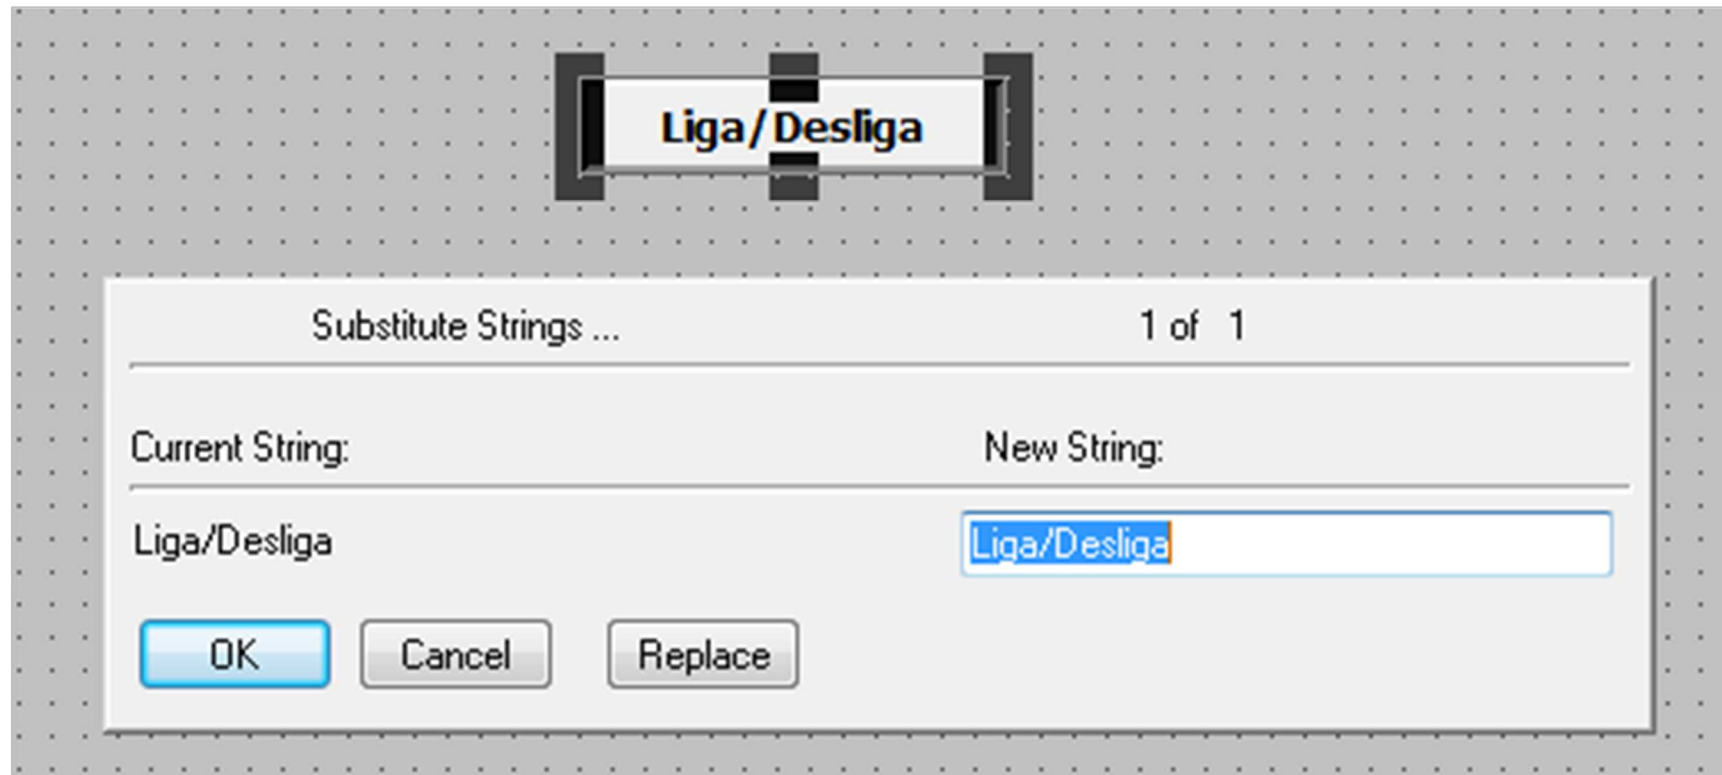 Liga/Desliga
Substitute Strings ... 1 of 1
Current String: New String:
Liga/Desliga Liga/Desliga
OK Cancel Replace